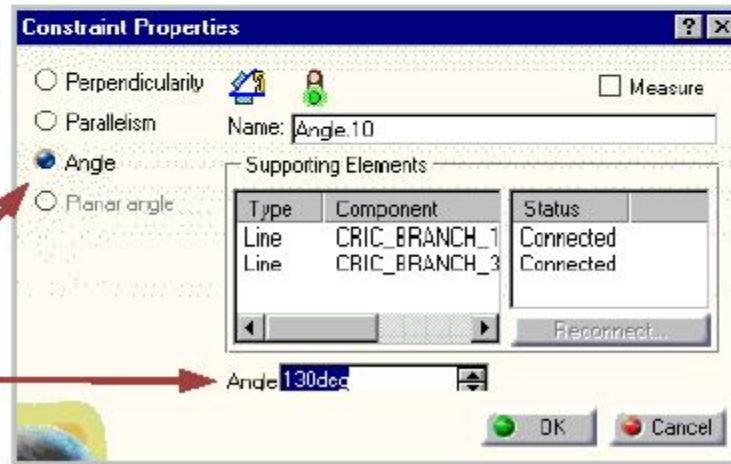 Constraint Properties
Perpendicularity
Measure
Parallelism
Name: Angle.10
Angle
Supporting Elements
Planar angle
Type Component Status
Line CRIC_BRANCH_1 Connected
Line CRIC_BRANCH_3 Connected
Reconnect...
Angle 130deg
OK Cancel